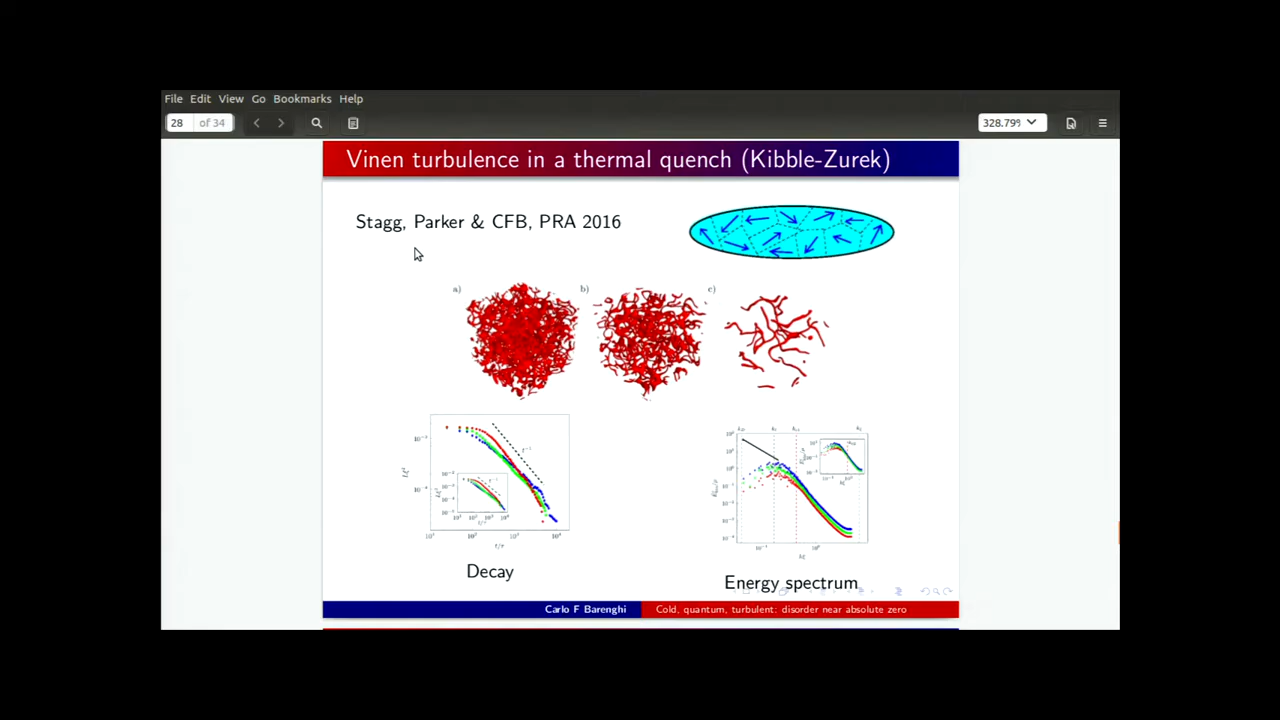 File Edit View Go Bookmarks Help
28 of 34
328.79%
Vinen turbulence in a thermal quench (Kibble-Zurek)
Stagg, Parker & CFB, PRA 2016
a) b) c)
Decay
Energy spectrum
Carlo F Barenghi Cold, quantum, turbulent: disorder near absolute zero